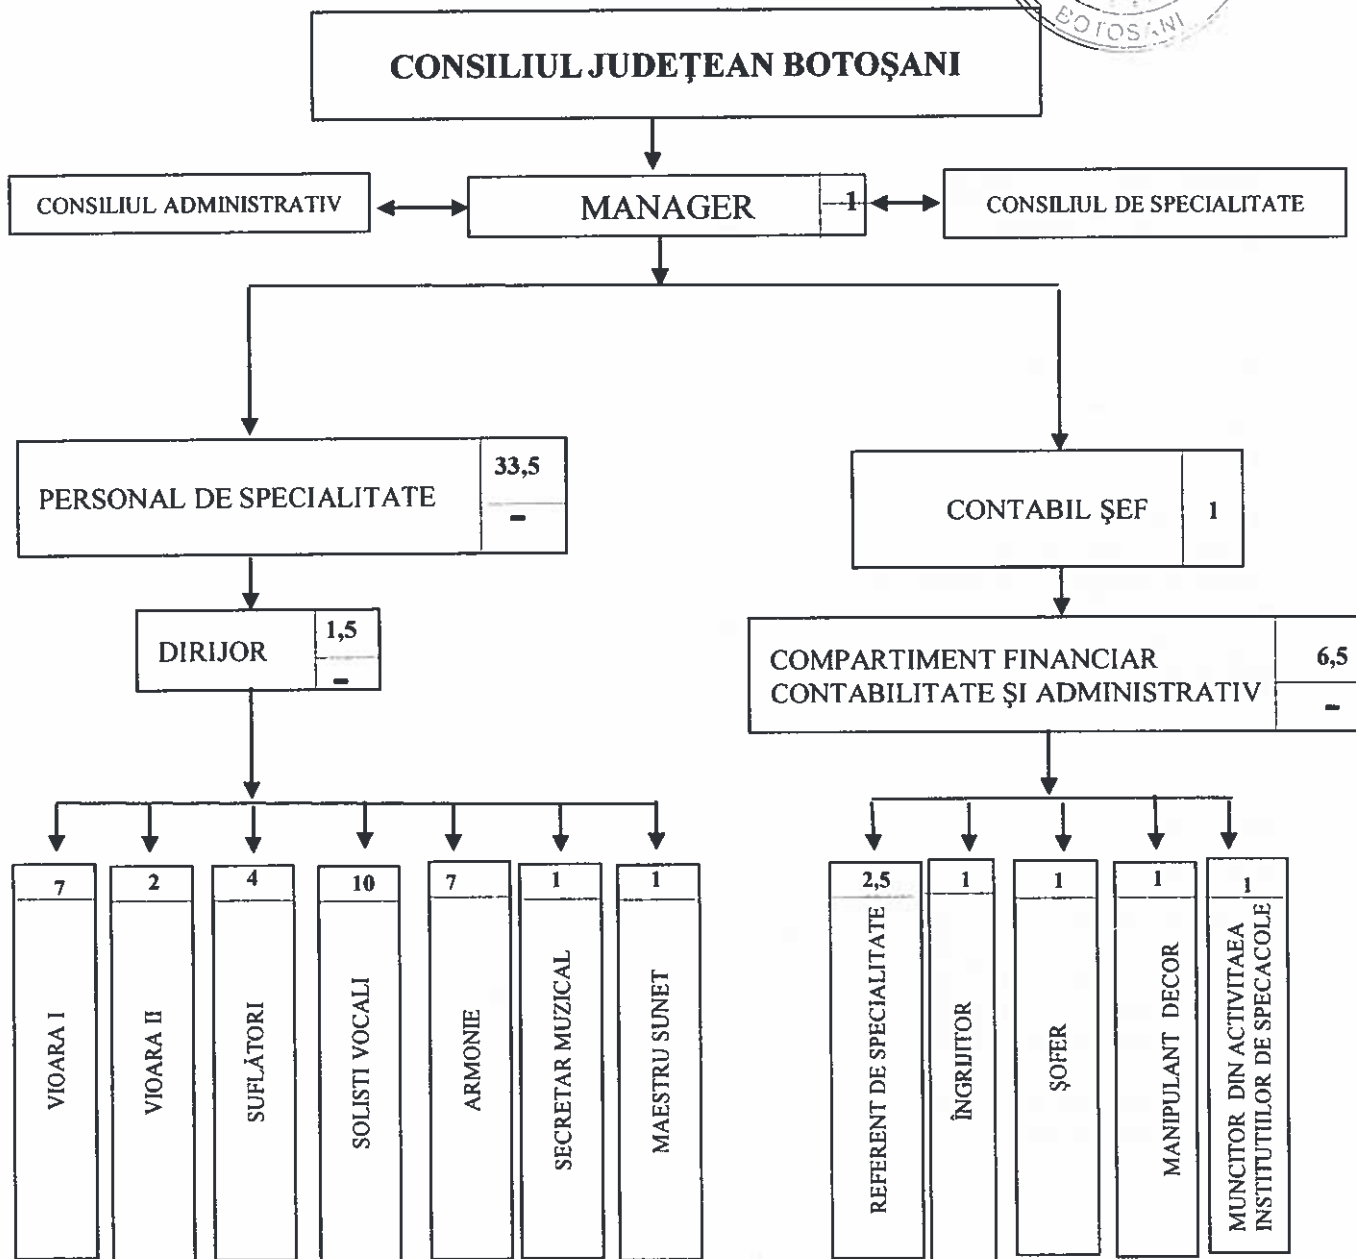 BOTOSANI
CONSILIUL JUDEŢEAN BOTOŞANI
CONSILIUL ADMINISTRATIV
MANAGER
1
CONSILIUL DE SPECIALITATE
PERSONAL DE SPECIALITATE
33,5
-
CONTABIL ŞEF
1
DIRIJOR
1,5
-
COMPARTIMENT FINANCIAR
CONTABILITATE ŞI ADMINISTRATIV
6,5
-
7
VIOARA I
2
VIOARA II
4
SUFLĂTORI
10
SOLISTI VOCALI
7
ARMONIE
1
SECRETAR MUZICAL
1
MAESTRU SUNET
2,5
REFERENT DE SPECIALITATE
1
ÎNGRIJITOR
1
ŞOFER
1
MANIPULANT DECOR
1
MUNCITOR DIN ACTIVITAEA
INSTITUTIILOR DE SPECACOLE